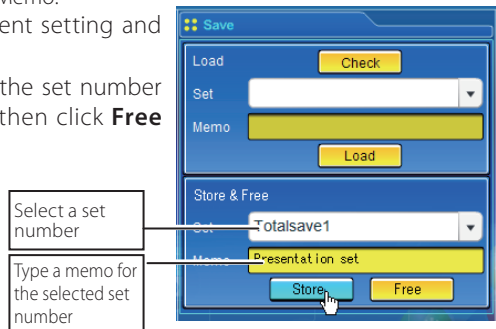 Memo.
ent setting and
the set number
then click Free
Save
Load
Check
Set
Memo
Load
Store & Free
Set
Totalsave1
Memo
Presentation set
Store
Free
Select a set
number
Type a memo for
the selected set
number